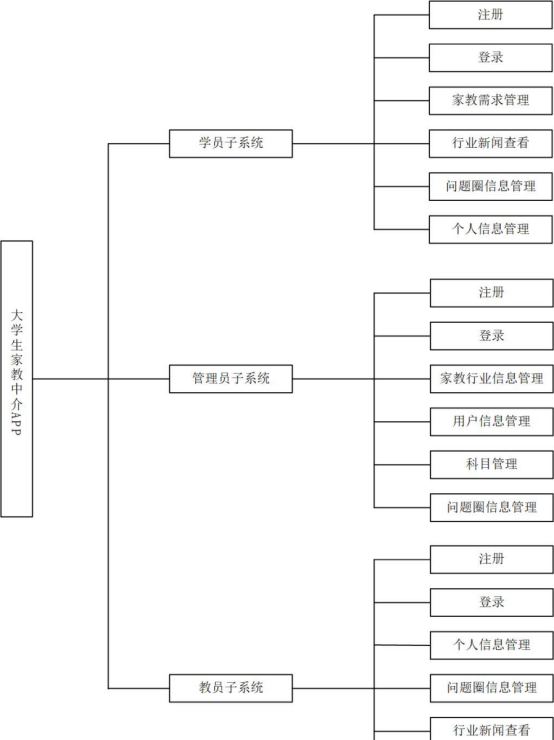 大学生家教中介APP
学员子系统
注册
登录
家教需求管理
行业新闻查看
问题圈信息管理
个人信息管理
管理员子系统
注册
登录
家教行业信息管理
用户信息管理
科目管理
问题圈信息管理
教员子系统
注册
登录
个人信息管理
问题圈信息管理
行业新闻查看